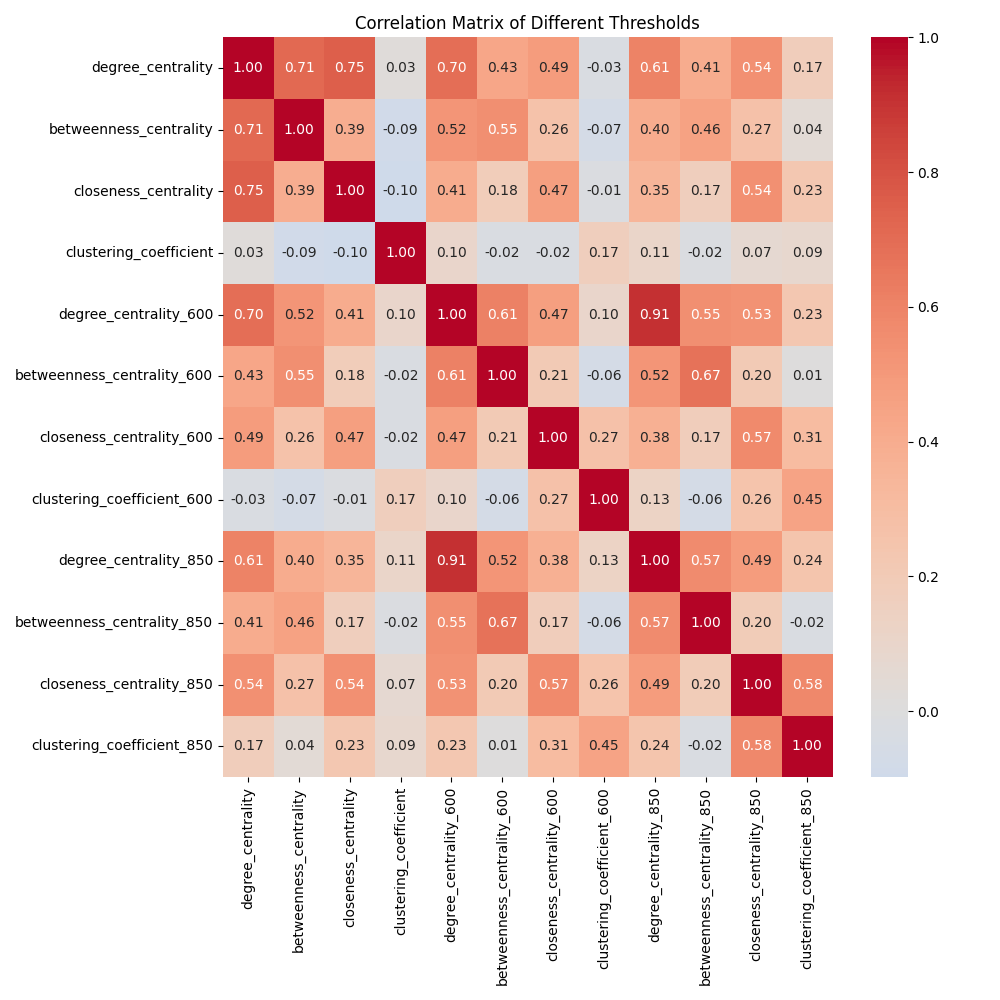 Correlation Matrix of Different Thresholds
degree_centrality 1.00 0.71 0.75 0.03 0.70 0.43 0.49 -0.03 0.61 0.41 0.54 0.17
betweenness_centrality 0.71 1.00 0.39 -0.09 0.52 0.55 0.26 -0.07 0.40 0.46 0.27 0.04
closeness_centrality 0.75 0.39 1.00 -0.10 0.41 0.18 0.47 -0.01 0.35 0.17 0.54 0.23
clustering_coefficient 0.03 -0.09 -0.10 1.00 0.10 -0.02 -0.02 0.17 0.11 -0.02 0.07 0.09
degree_centrality_600 0.70 0.52 0.41 0.10 1.00 0.61 0.47 0.10 0.91 0.55 0.53 0.23
betweenness_centrality_600 0.43 0.55 0.18 -0.02 0.61 1.00 0.21 -0.06 0.52 0.67 0.20 0.01
closeness_centrality_600 0.49 0.26 0.47 -0.02 0.47 0.21 1.00 0.27 0.38 0.17 0.57 0.31
clustering_coefficient_600 -0.03 -0.07 -0.01 0.17 0.10 -0.06 0.27 1.00 0.13 -0.06 0.26 0.45
degree_centrality_850 0.61 0.40 0.35 0.11 0.91 0.52 0.38 0.13 1.00 0.57 0.49 0.24
betweenness_centrality_850 0.41 0.46 0.17 -0.02 0.55 0.67 0.17 -0.06 0.57 1.00 0.20 -0.02
closeness_centrality_850 0.54 0.27 0.54 0.07 0.53 0.20 0.57 0.26 0.49 0.20 1.00 0.58
clustering_coefficient_850 0.17 0.04 0.23 0.09 0.23 0.01 0.31 0.45 0.24 -0.02 0.58 1.00
degree_centrality
betweenness_centrality
closeness_centrality
clustering_coefficient
degree_centrality_600
betweenness_centrality_600
closeness_centrality_600
clustering_coefficient_600
degree_centrality_850
betweenness_centrality_850
closeness_centrality_850
clustering_coefficient_850
1.0
0.8
0.6
0.4
0.2
0.0